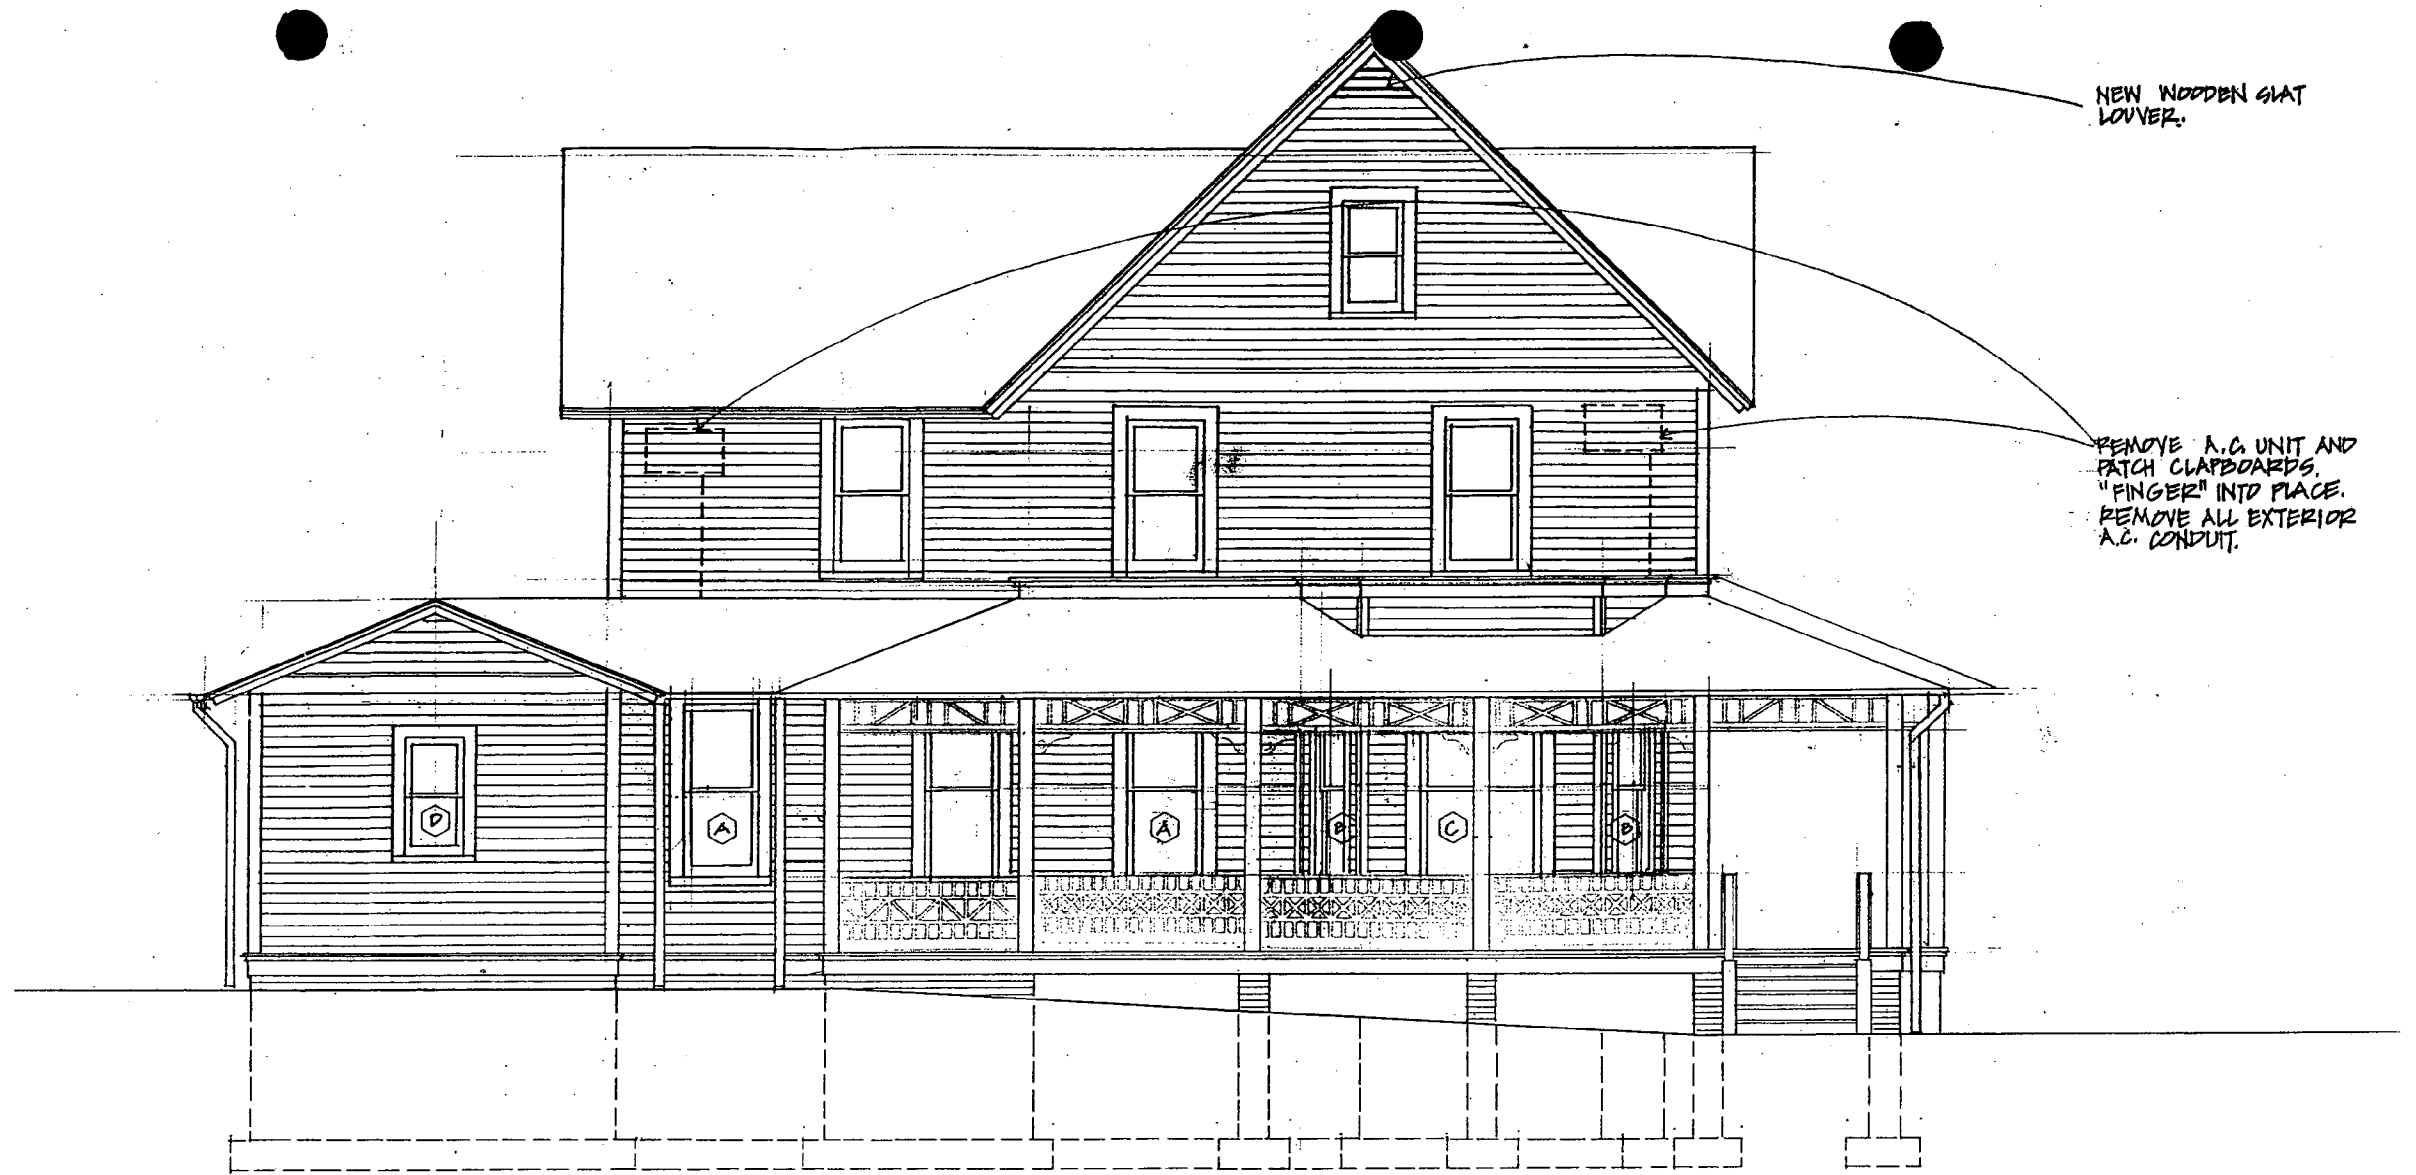 NEW WOODEN SLAT
LOUVER.
REMOVE A.C. UNIT AND
PATCH CLAPBOARDS.
"FINGER" INTO PLACE.
REMOVE ALL EXTERIOR
A.C. CONDUIT.
D
A
A
B
C
B